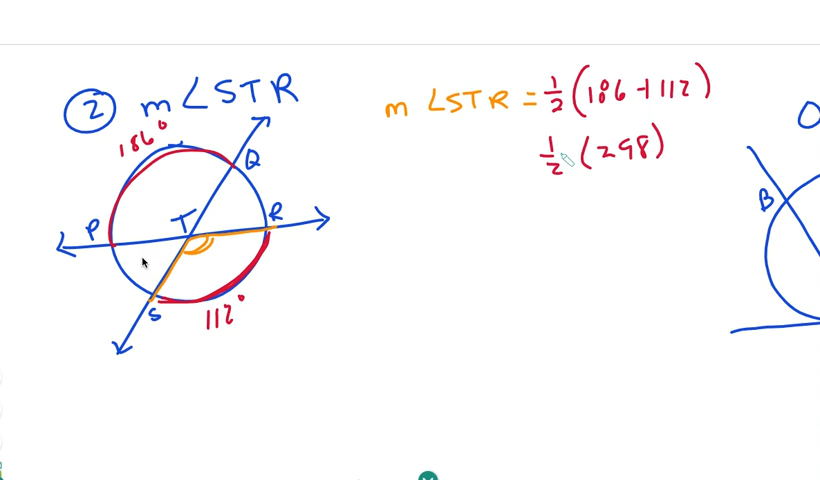 ② m ∠STR
m ∠STR = 1/2 (186 + 112)
1/2 (298)
186°
Q
P
T
R
S
112°
B